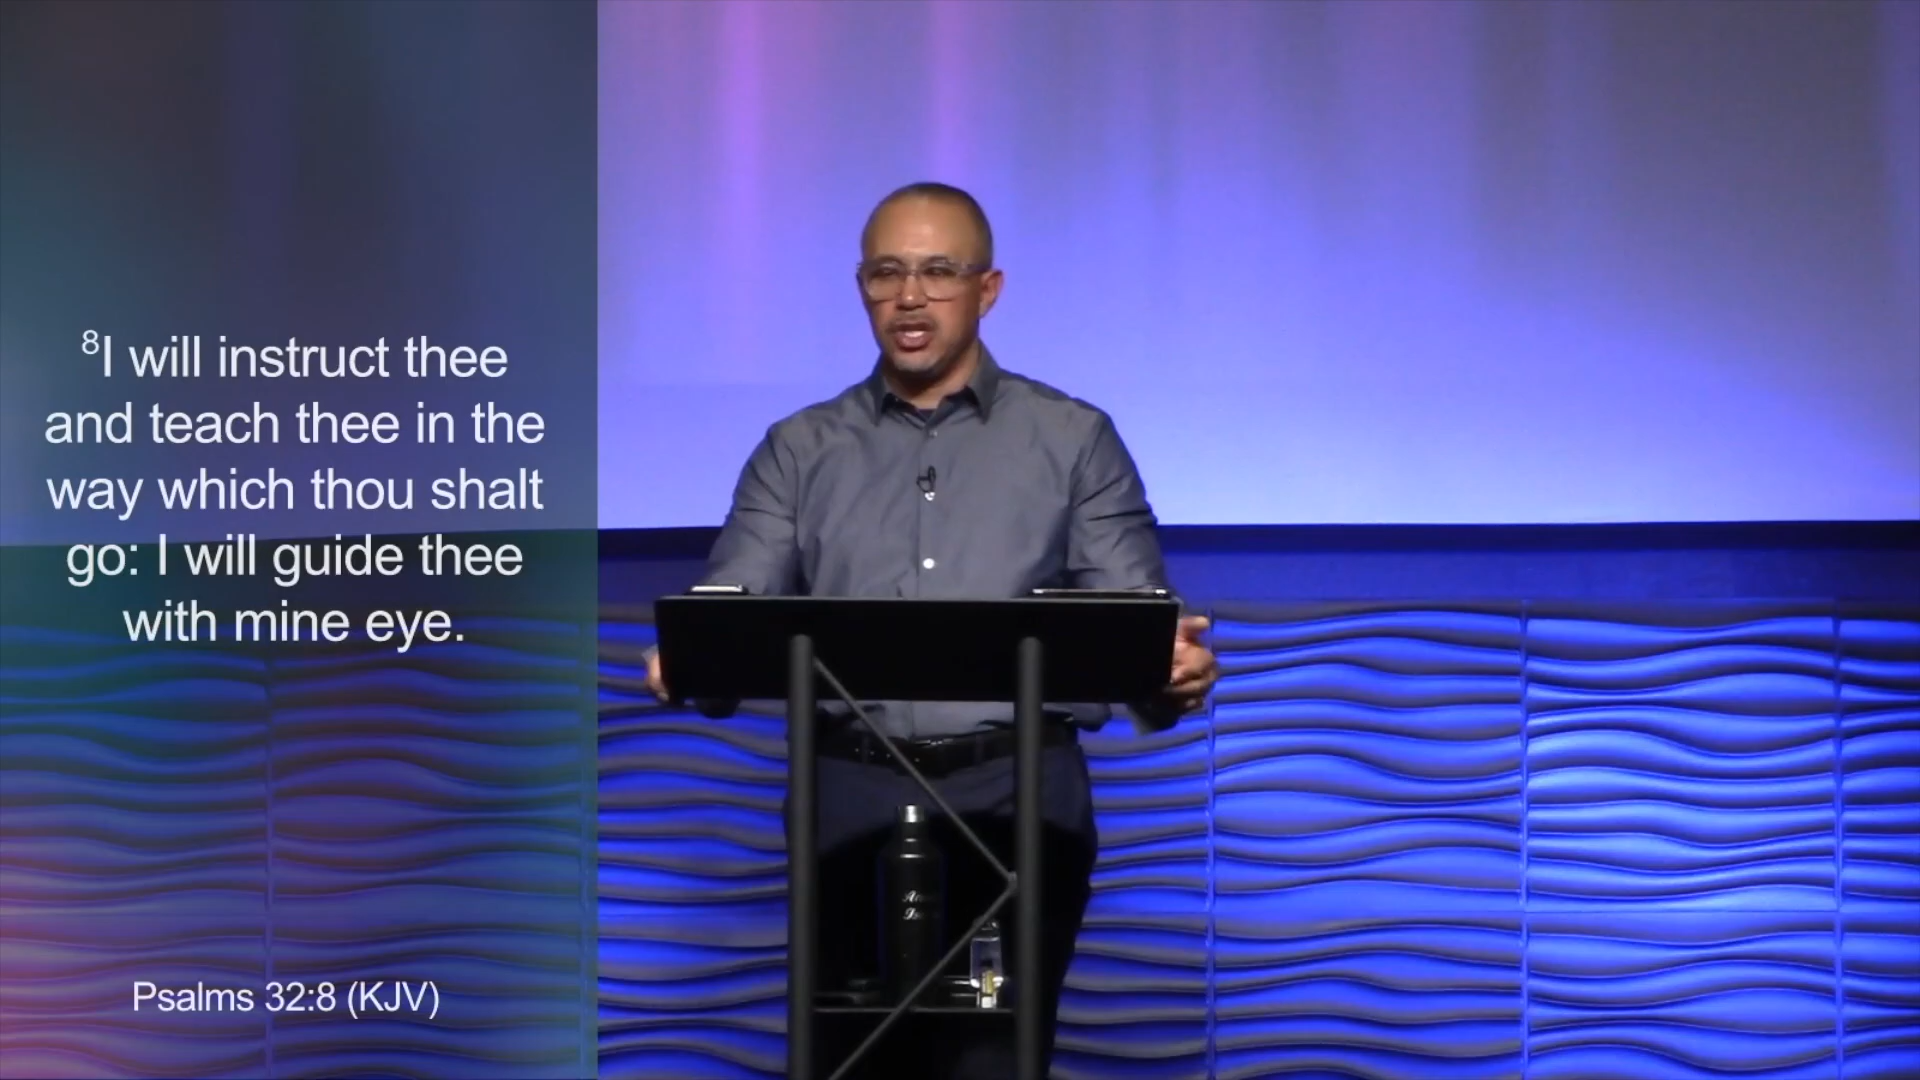 ⁸I will instruct thee
and teach thee in the
way which thou shalt
go: I will guide thee
with mine eye.
Psalms 32:8 (KJV)